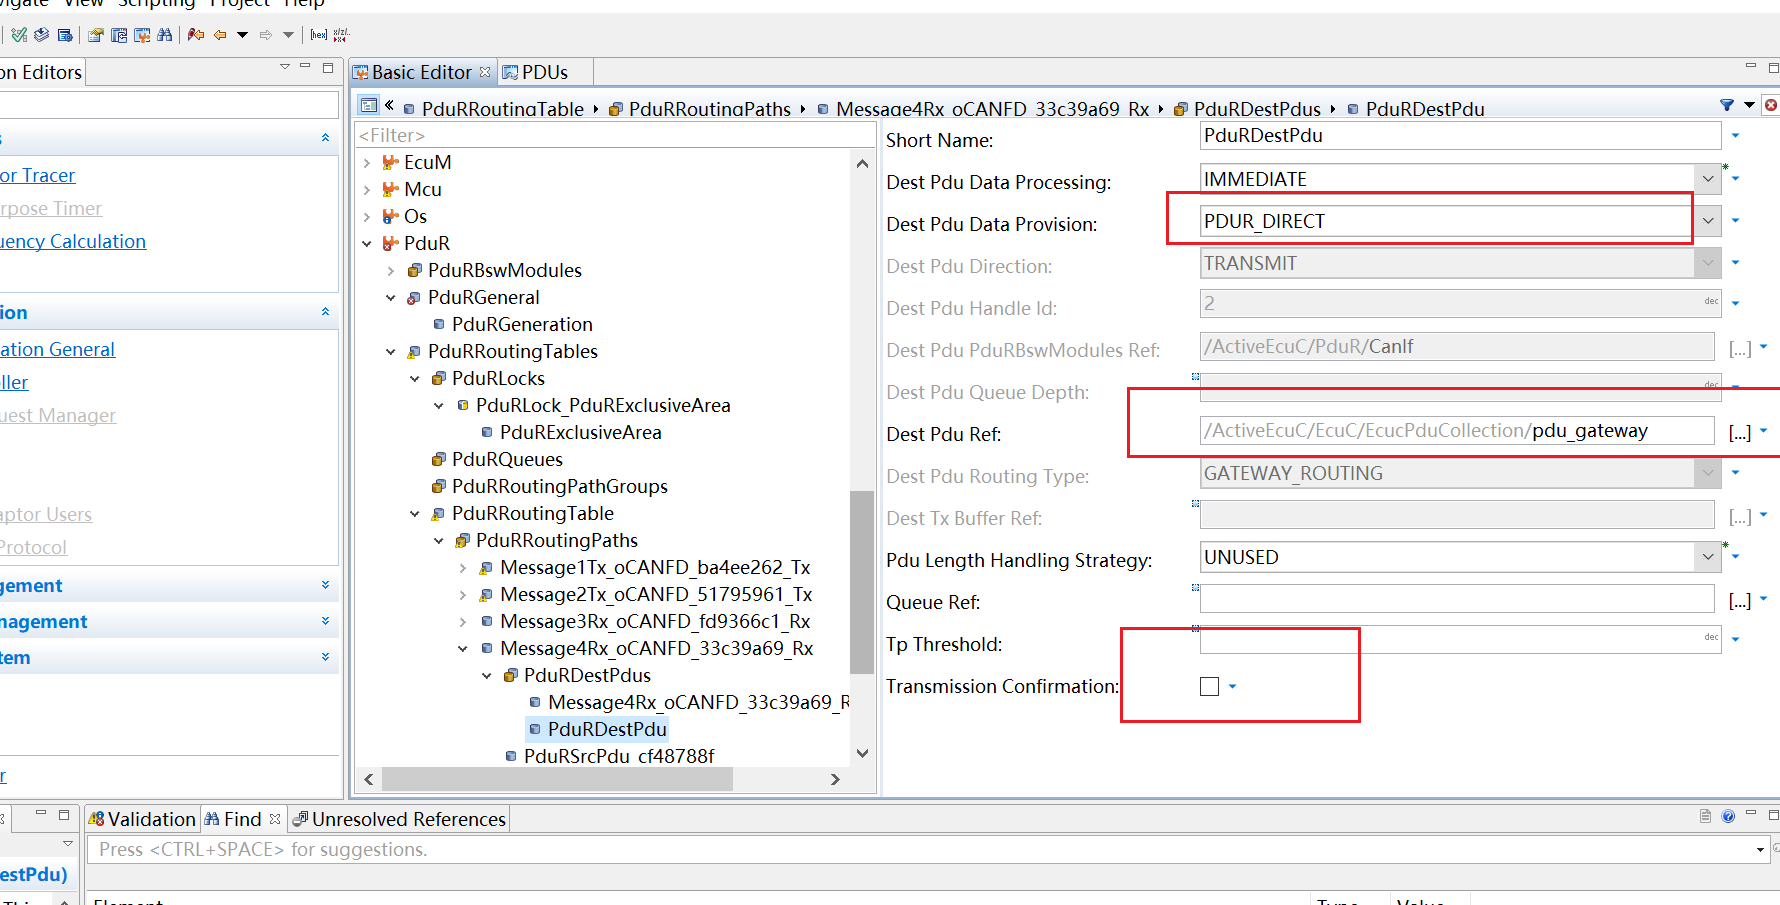 View Scripting Project Help
on Editors
Basic Editor
PDUs
PduRRoutingTable
PduRRoutingPaths
Message4Rx_oCANFD_33c39a69_Rx
PduRDestPdus
PduRDestPdu
or Tracer
rpose Timer
uency Calculation
ion
ation General
ller
uest Manager
aptor Users
Protocol
gement
nagement
tem
r
<Filter>
EcuM
Mcu
Os
PduR
PduRBswModules
PduRGeneral
PduRGeneration
PduRRoutingTables
PduRLocks
PduRLock_PduRExclusiveArea
PduRExclusiveArea
PduRQueues
PduRRoutingPathGroups
PduRRoutingTable
PduRRoutingPaths
Message1Tx_oCANFD_ba4ee262_Tx
Message2Tx_oCANFD_51795961_Tx
Message3Rx_oCANFD_fd9366c1_Rx
Message4Rx_oCANFD_33c39a69_Rx
PduRDestPdus
Message4Rx_oCANFD_33c39a69_R
PduRDestPdu
PduRSrcPdu_cf48788f
Short Name: PduRDestPdu
Dest Pdu Data Processing: IMMEDIATE
Dest Pdu Data Provision: PDUR_DIRECT
Dest Pdu Direction: TRANSMIT
Dest Pdu Handle Id: 2 dec
Dest Pdu PduRBswModules Ref: /ActiveEcuC/PduR/CanIf [...]
Dest Pdu Queue Depth: dec
Dest Pdu Ref: /ActiveEcuC/EcuC/EcucPduCollection/pdu_gateway [...]
Dest Pdu Routing Type: GATEWAY_ROUTING
Dest Tx Buffer Ref: [...]
Pdu Length Handling Strategy: UNUSED
Queue Ref: [...]
Tp Threshold: dec
Transmission Confirmation:
Validation
Find
Unresolved References
Press <CTRL+SPACE> for suggestions.
estPdu)
Element
Type
Value